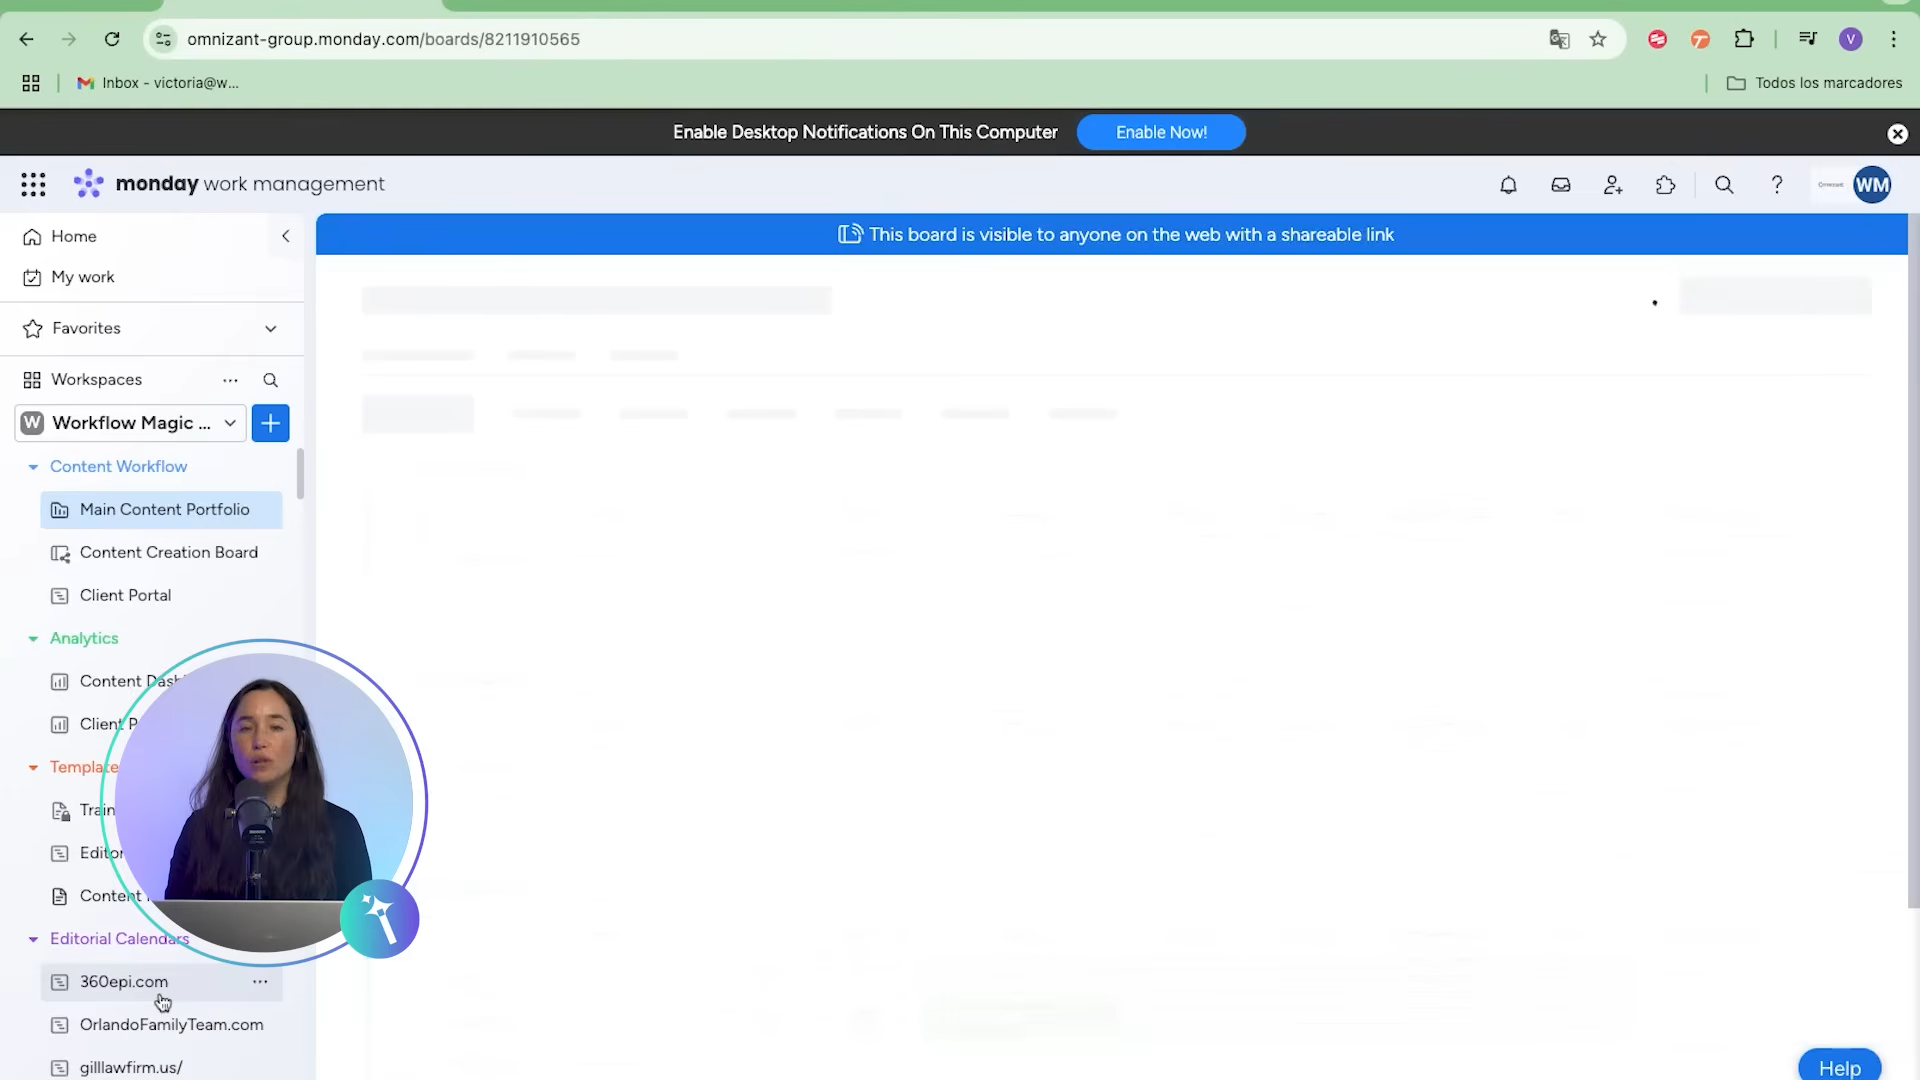 omnizant-group.monday.com/boards/8211910565
V
Inbox - victoria@w...
Todos los marcadores
Enable Desktop Notifications On This Computer
Enable Now!
monday work management
WM
Home
My work
Favorites
Workspaces
W Workflow Magic ...
This board is visible to anyone on the web with a shareable link
Content Workflow
Main Content Portfolio
Content Creation Board
Client Portal
Analytics
Content Dash
Client P
Template
Train
Editor
Content
Editorial Calendars
360epi.com
OrlandoFamilyTeam.com
gilllawfirm.us/
Help